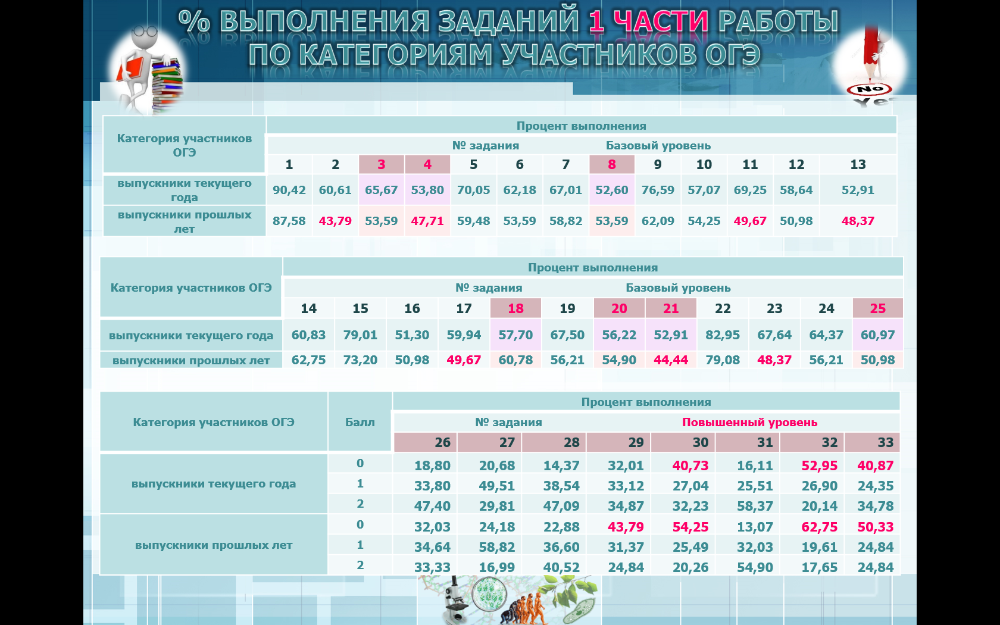 % ВЫПОЛНЕНИЯ ЗАДАНИЙ 1 ЧАСТИ РАБОТЫ
ПО КАТЕГОРИЯМ УЧАСТНИКОВ ОГЭ
No
Yes
Категория участников ОГЭ
Процент выполнения
№ задания Базовый уровень
1 2 3 4 5 6 7 8 9 10 11 12 13
выпускники текущего года
90,42 60,61 65,67 53,80 70,05 62,18 67,01 52,60 76,59 57,07 69,25 58,64 52,91
выпускники прошлых лет
87,58 43,79 53,59 47,71 59,48 53,59 58,82 53,59 62,09 54,25 49,67 50,98 48,37
Категория участников ОГЭ
Процент выполнения
№ задания Базовый уровень
14 15 16 17 18 19 20 21 22 23 24 25
выпускники текущего года 60,83 79,01 51,30 59,94 57,70 67,50 56,22 52,91 82,95 67,64 64,37 60,97
выпускники прошлых лет 62,75 73,20 50,98 49,67 60,78 56,21 54,90 44,44 79,08 48,37 56,21 50,98
Категория участников ОГЭ Балл
Процент выполнения
№ задания Повышенный уровень
26 27 28 29 30 31 32 33
выпускники текущего года
0 18,80 20,68 14,37 32,01 40,73 16,11 52,95 40,87
1 33,80 49,51 38,54 33,12 27,04 25,51 26,90 24,35
2 47,40 29,81 47,09 34,87 32,23 58,37 20,14 34,78
выпускники прошлых лет
0 32,03 24,18 22,88 43,79 54,25 13,07 62,75 50,33
1 34,64 58,82 36,60 31,37 25,49 32,03 19,61 24,84
2 33,33 16,99 40,52 24,84 20,26 54,90 17,65 24,84